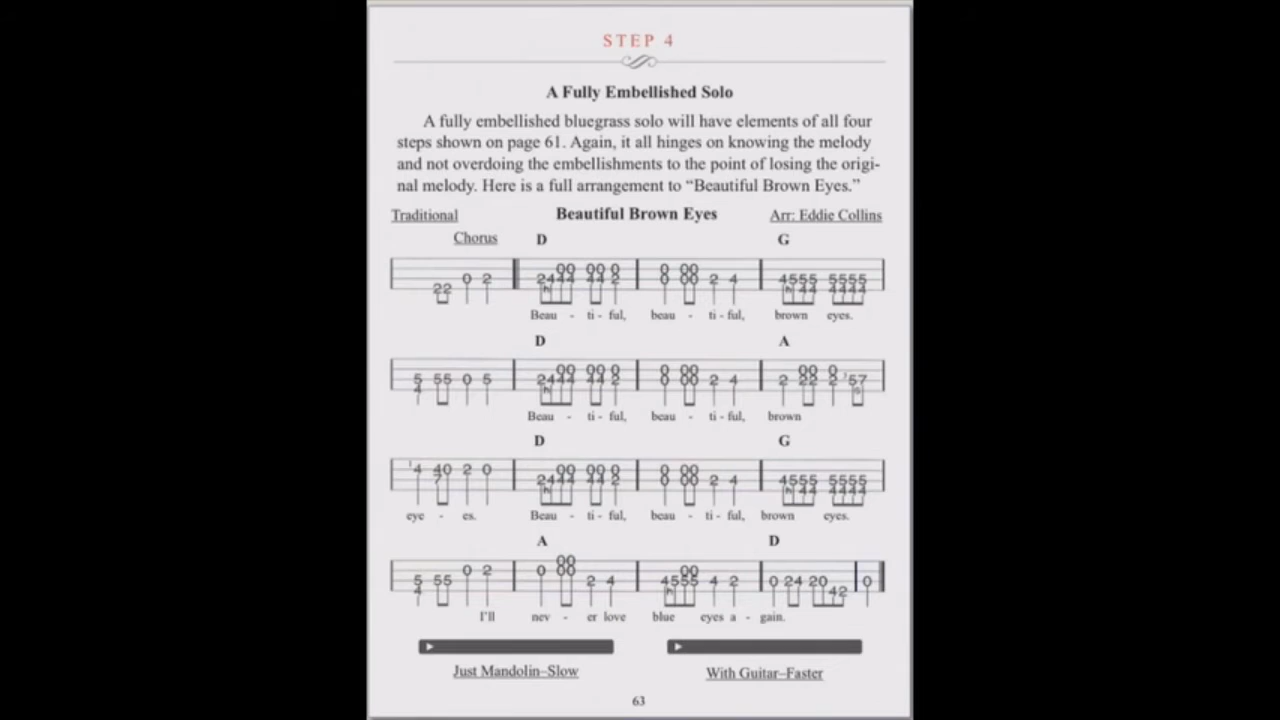 STEP 4
A Fully Embellished Solo
A fully embellished bluegrass solo will have elements of all four
steps shown on page 61. Again, it all hinges on knowing the melody
and not overdoing the embellishments to the point of losing the origi-
nal melody. Here is a full arrangement to “Beautiful Brown Eyes.”
Traditional Beautiful Brown Eyes Arr: Eddie Collins
Chorus D G
Beau - ti - ful, beau - ti - ful, brown eyes.
D A
Beau - ti - ful, beau - ti - ful, brown
D G
eye - es. Beau - ti - ful, beau - ti - ful, brown eyes.
A D
I'll nev - er love blue eyes a - gain.
Just Mandolin–Slow With Guitar–Faster
63